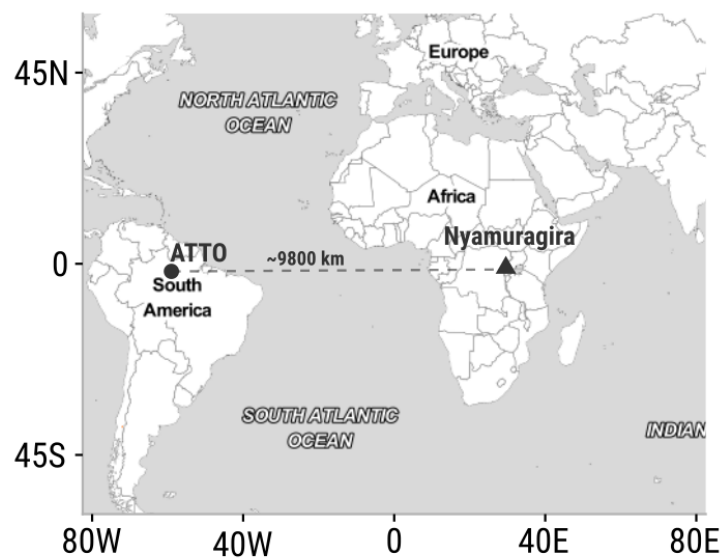 45N
Europe
NORTH ATLANTIC
OCEAN
Africa
Nyamuragira
ATTO
~9800 km
0
South
America
SOUTH ATLANTIC
OCEAN
INDIAN
45S
80W
40W
0
40E
80E